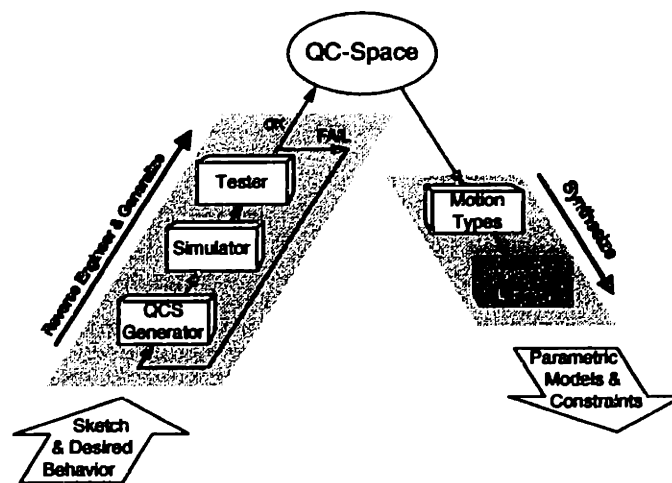 QC-Space
OK
FAIL
Tester
Simulator
QCS
Generator
Reverse Engineer & Generalize
Sketch
& Desired
Behavior
Motion
Types
Synthesize
Parametric
Models &
Constraints